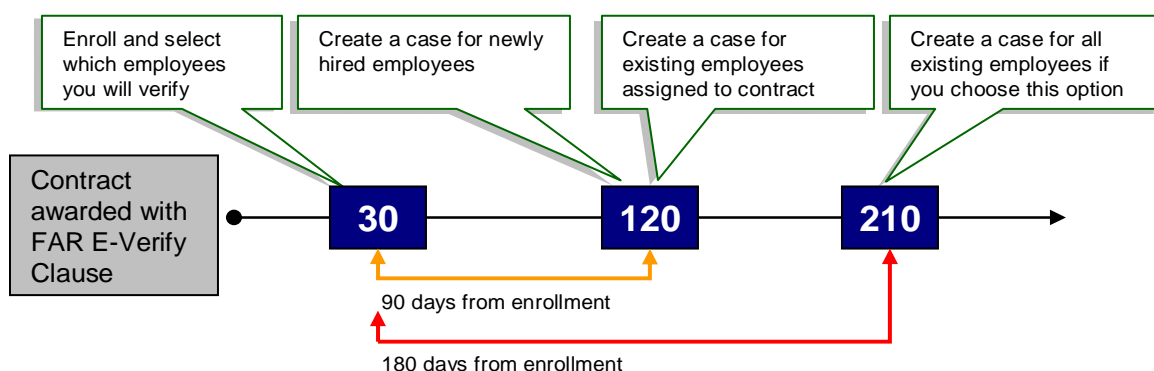 Enroll and select
which employees
you will verify
Create a case for newly
hired employees
Create a case for
existing employees
assigned to contract
Create a case for all
existing employees if
you choose this option
Contract
awarded with
FAR E-Verify
Clause
30
120
210
90 days from enrollment
180 days from enrollment